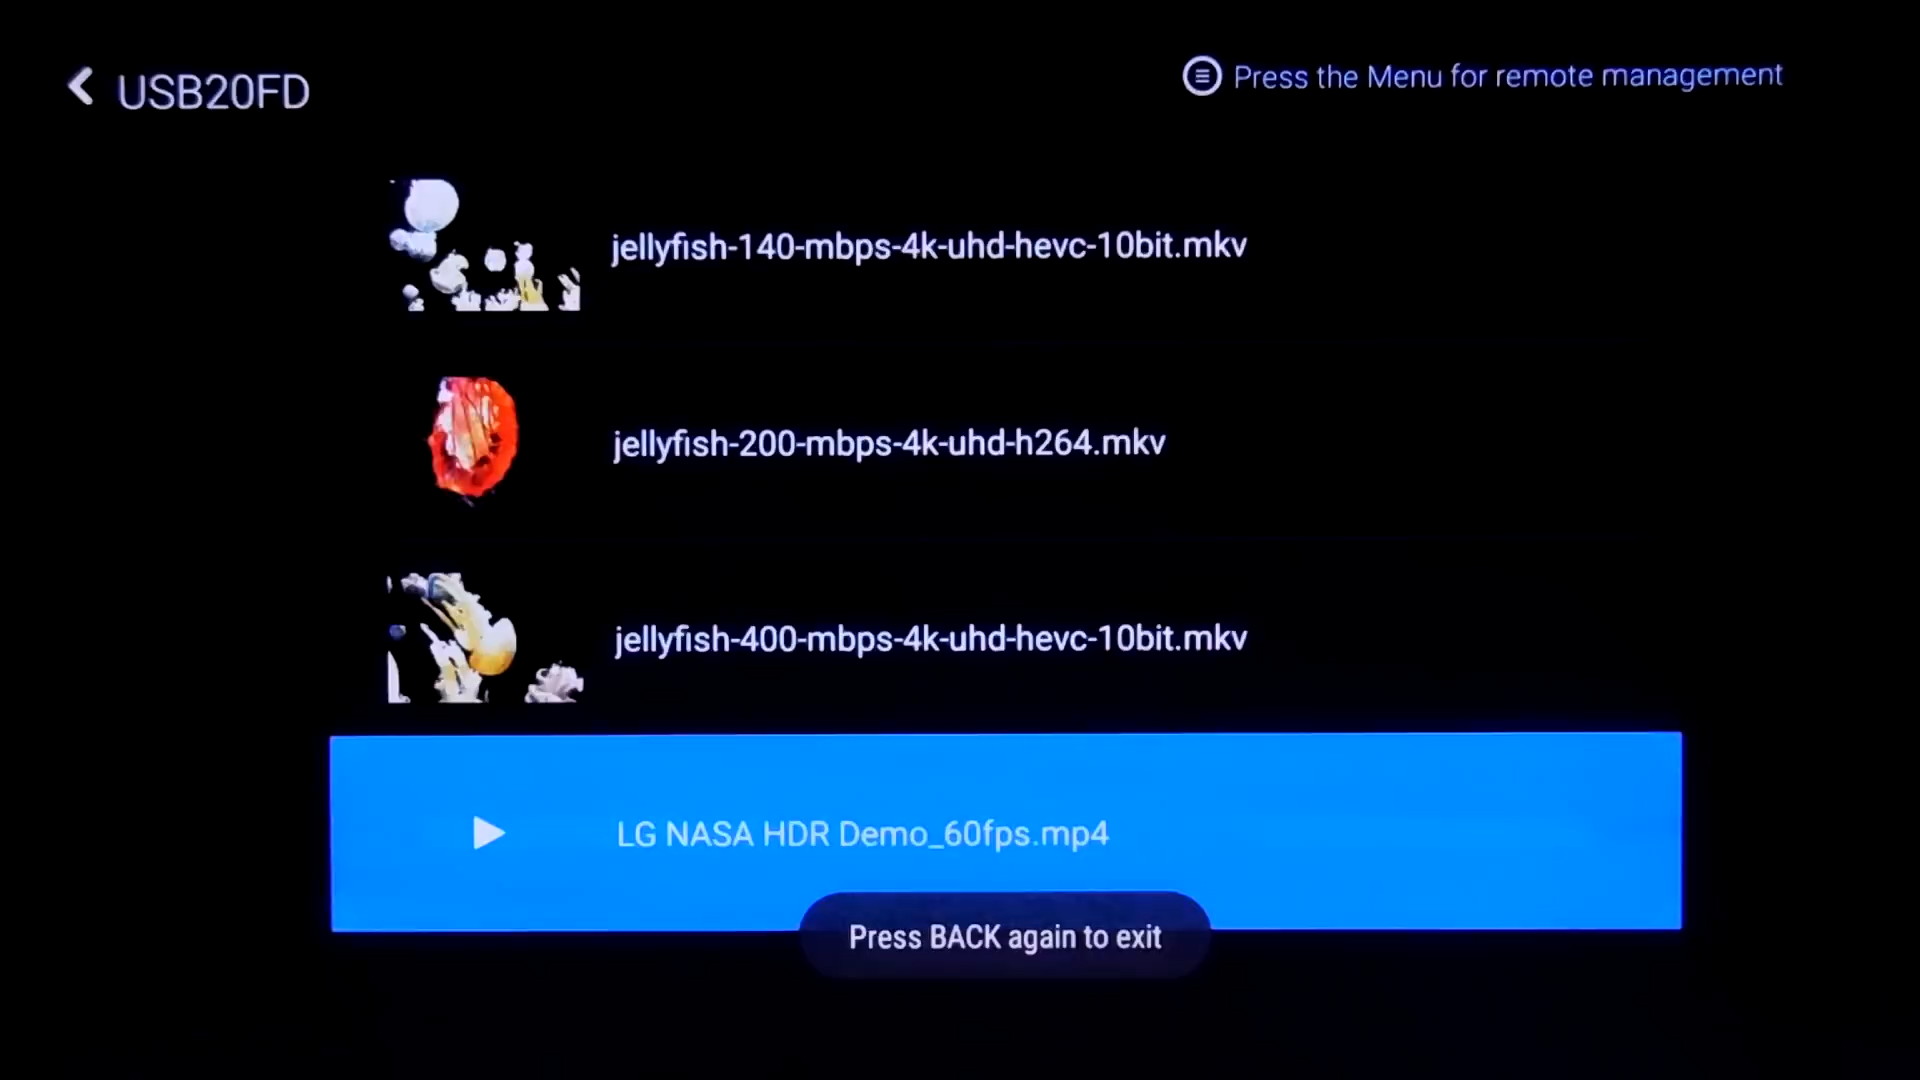 USB20FD
Press the Menu for remote management
jellyfish-140-mbps-4k-uhd-hevc-10bit.mkv
jellyfish-200-mbps-4k-uhd-h264.mkv
jellyfish-400-mbps-4k-uhd-hevc-10bit.mkv
LG NASA HDR Demo_60fps.mp4
Press BACK again to exit